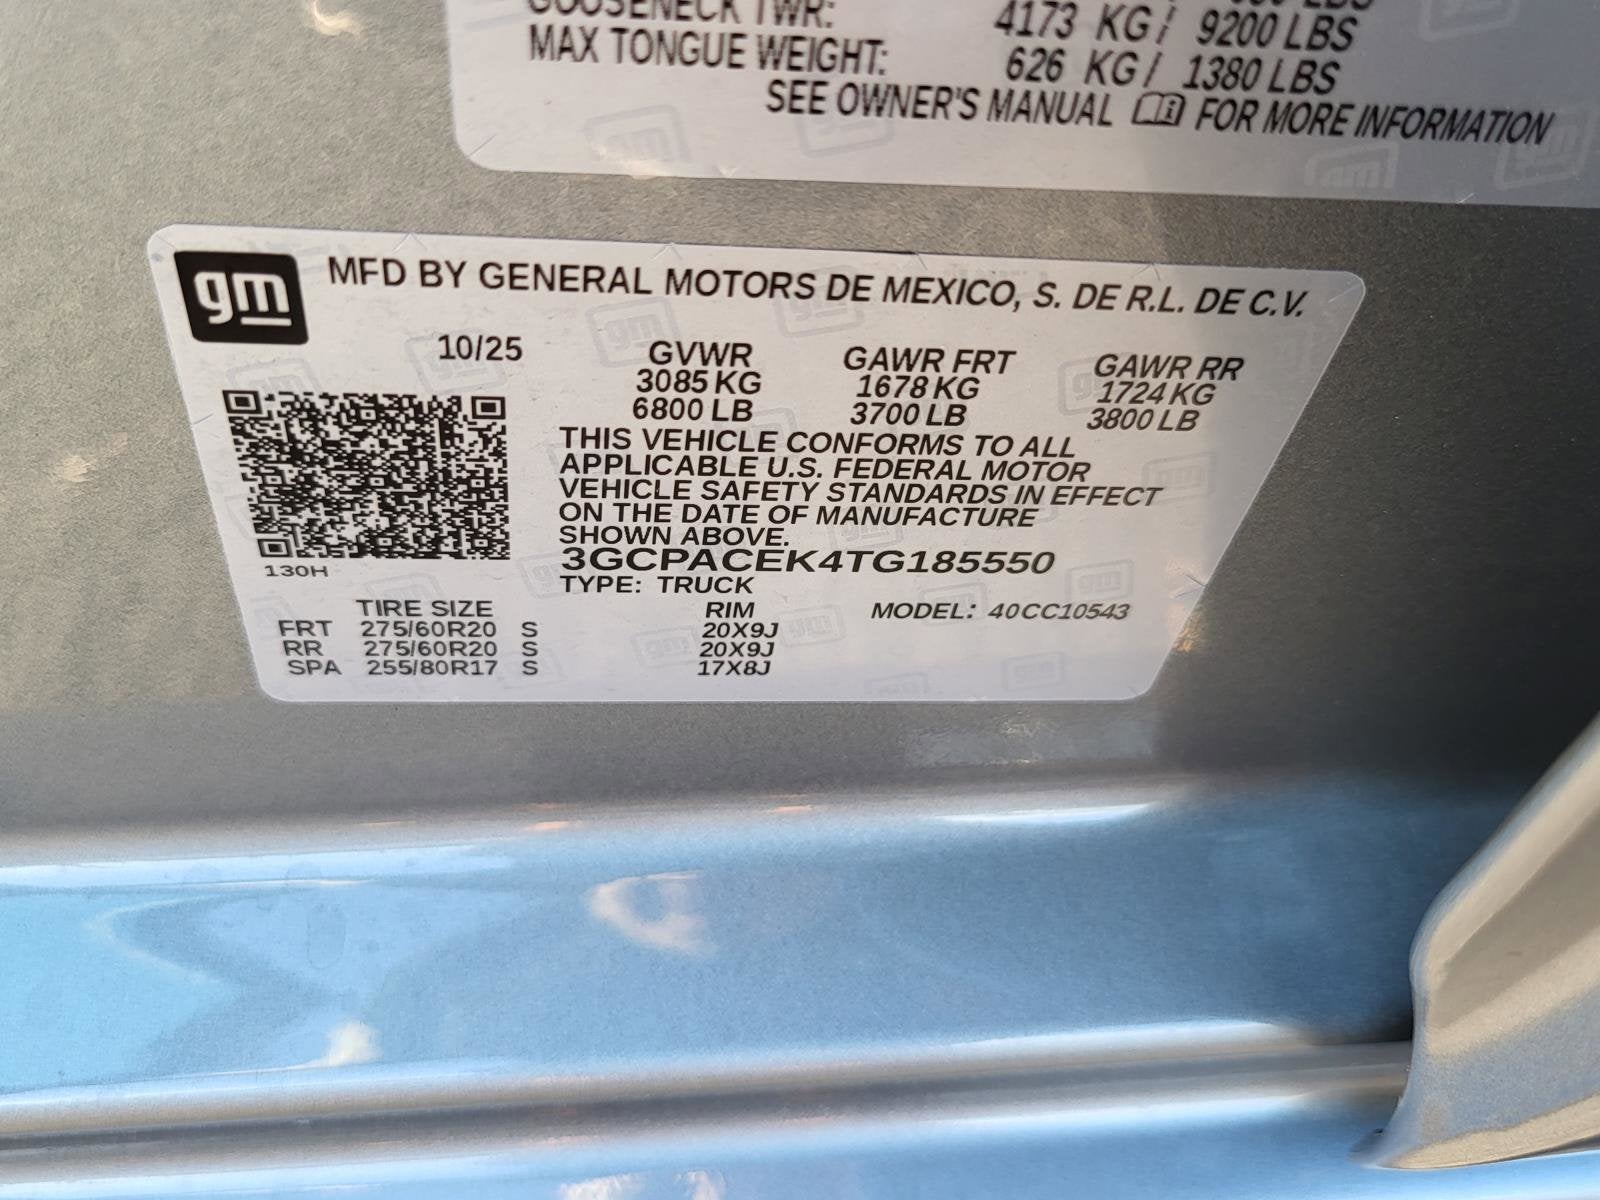 GOOSENECK TWR: 4173 KG / 9200 LBS
MAX TONGUE WEIGHT: 626 KG / 1380 LBS
SEE OWNER'S MANUAL FOR MORE INFORMATION
gm
MFD BY GENERAL MOTORS DE MEXICO, S. DE R.L. DE C.V.
10/25 GVWR GAWR FRT GAWR RR
3085 KG 1678 KG 1724 KG
6800 LB 3700 LB 3800 LB
THIS VEHICLE CONFORMS TO ALL
APPLICABLE U.S. FEDERAL MOTOR
VEHICLE SAFETY STANDARDS IN EFFECT
ON THE DATE OF MANUFACTURE
SHOWN ABOVE.
3GCPACEK4TG185550
130H
TYPE: TRUCK
TIRE SIZE RIM MODEL: 40CC10543
FRT 275/60R20 S 20X9J
RR 275/60R20 S 20X9J
SPA 255/80R17 S 17X8J